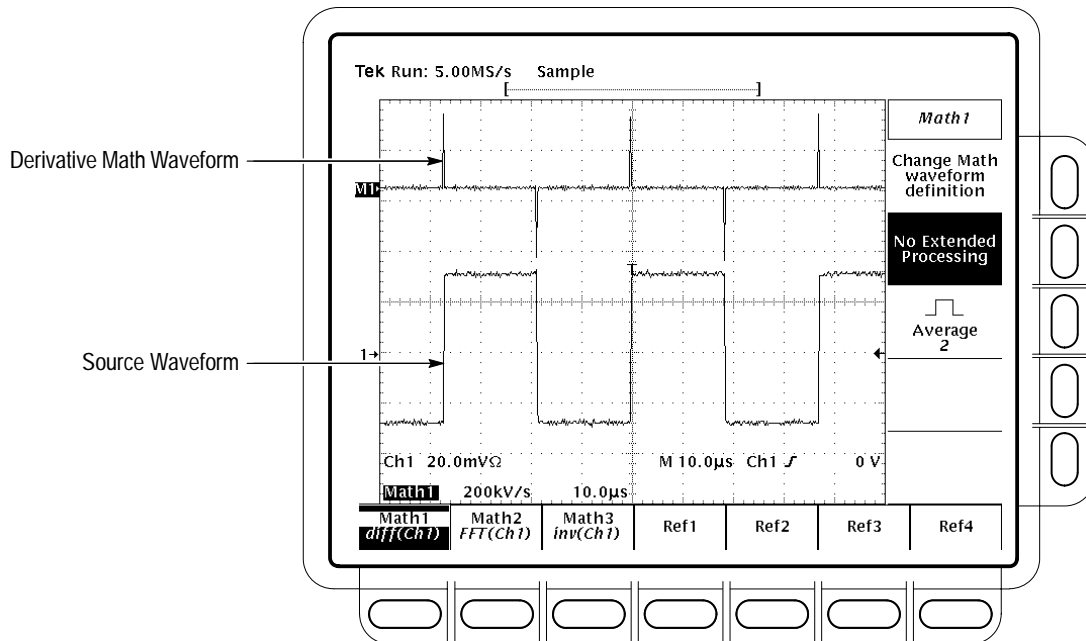 Tek Run: 5.00MS/s Sample
[ ]
Derivative Math Waveform
M1
T
Source Waveform
1
Ch1 20.0mVΩ M 10.0µs Ch1 0 V
Math1 200kV/s 10.0µs
Math1
Change Math
waveform
definition
No Extended
Processing
Average
2
Math1
diff(Ch1)
Math2
FFT(Ch1)
Math3
inv(Ch1)
Ref1
Ref2
Ref3
Ref4